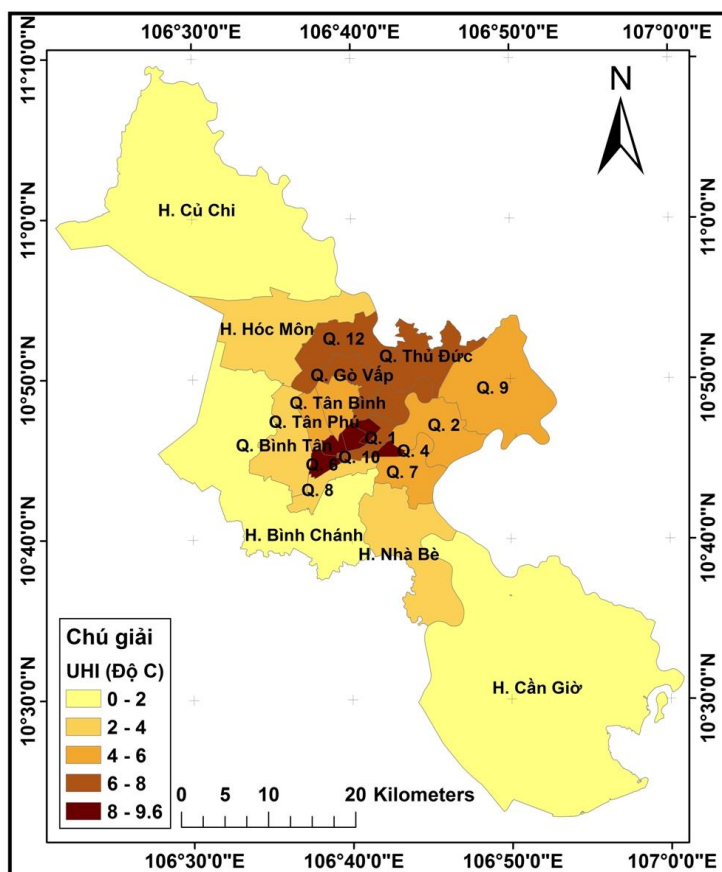 106°30'0"E 106°40'0"E 106°50'0"E 107°0'0"E
11°10'0"N
11°0'0"N
10°50'0"N
10°40'0"N
10°30'0"N
N
H. Củ Chi
H. Hóc Môn
Q. 12
Q. Thủ Đức
Q. Gò Vấp
Q. 9
Q. Tân Bình
Q. Tân Phú
Q. 2
Q. 1
Q. Bình Tân
Q. 4
Q. 10
Q. 6
Q. 7
Q. 8
H. Bình Chánh
H. Nhà Bè
H. Cần Giờ
Chú giải
UHI (Độ C)
0 - 2
2 - 4
4 - 6
6 - 8
8 - 9.6
0 5 10 20 Kilometers
11°0'0"N
10°50'0"N
10°40'0"N
10°30'0"N
106°30'0"E 106°40'0"E 106°50'0"E 107°0'0"E